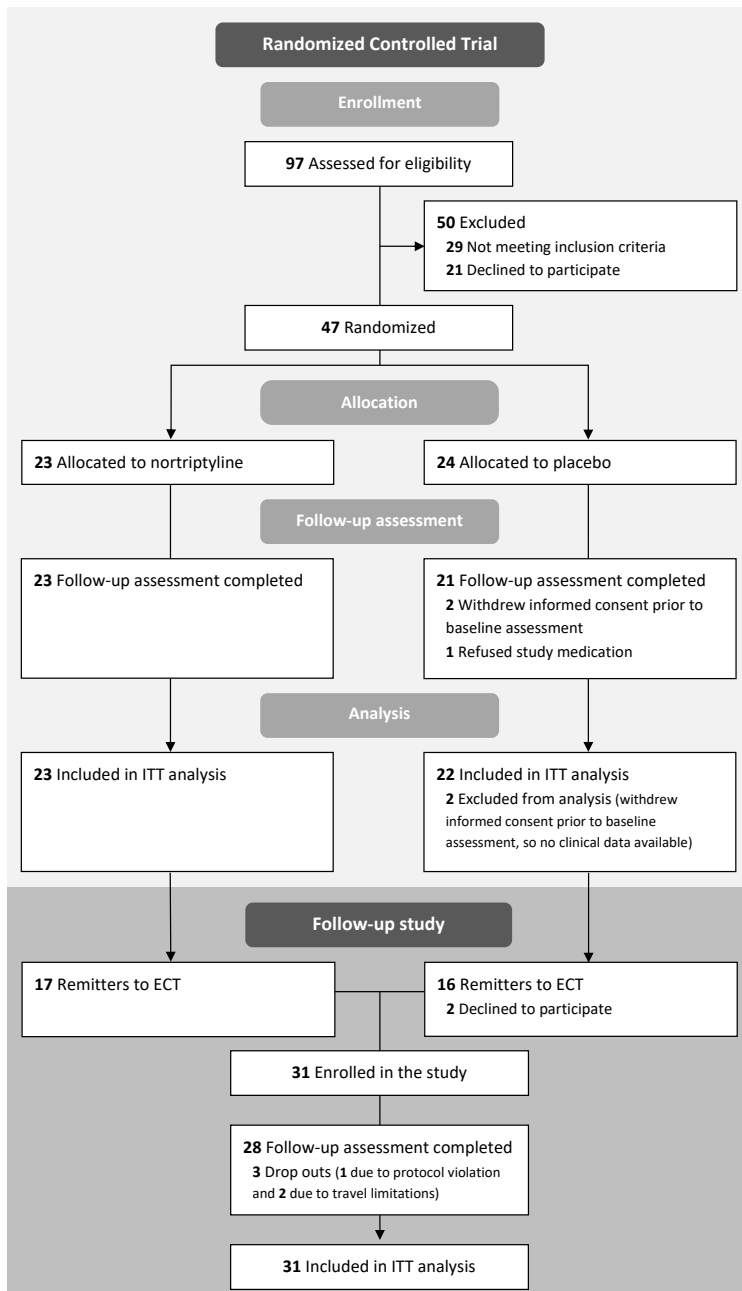 Randomized Controlled Trial
Enrollment
97 Assessed for eligibility
50 Excluded
29 Not meeting inclusion criteria
21 Declined to participate
47 Randomized
Allocation
23 Allocated to nortriptyline
24 Allocated to placebo
Follow-up assessment
23 Follow-up assessment completed
21 Follow-up assessment completed
2 Withdrew informed consent prior to
baseline assessment
1 Refused study medication
Analysis
23 Included in ITT analysis
22 Included in ITT analysis
2 Excluded from analysis (withdrew
informed consent prior to baseline
assessment, so no clinical data available)
Follow-up study
17 Remitters to ECT
16 Remitters to ECT
2 Declined to participate
31 Enrolled in the study
28 Follow-up assessment completed
3 Drop outs (1 due to protocol violation
and 2 due to travel limitations)
31 Included in ITT analysis